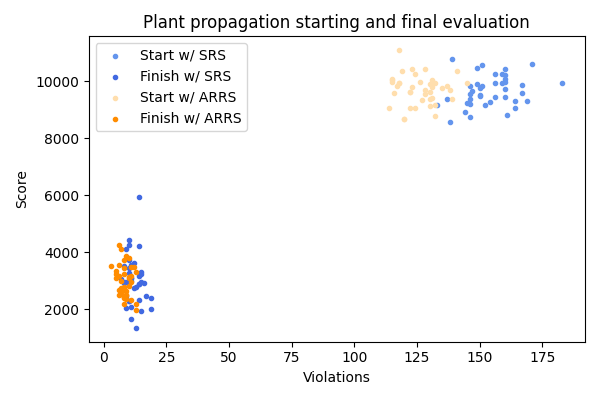 Plant propagation starting and final evaluation
Start w/ SRS
Finish w/ SRS
Start w/ ARRS
Finish w/ ARRS
Score
10000
8000
6000
4000
2000
0 25 50 75 100 125 150 175
Violations